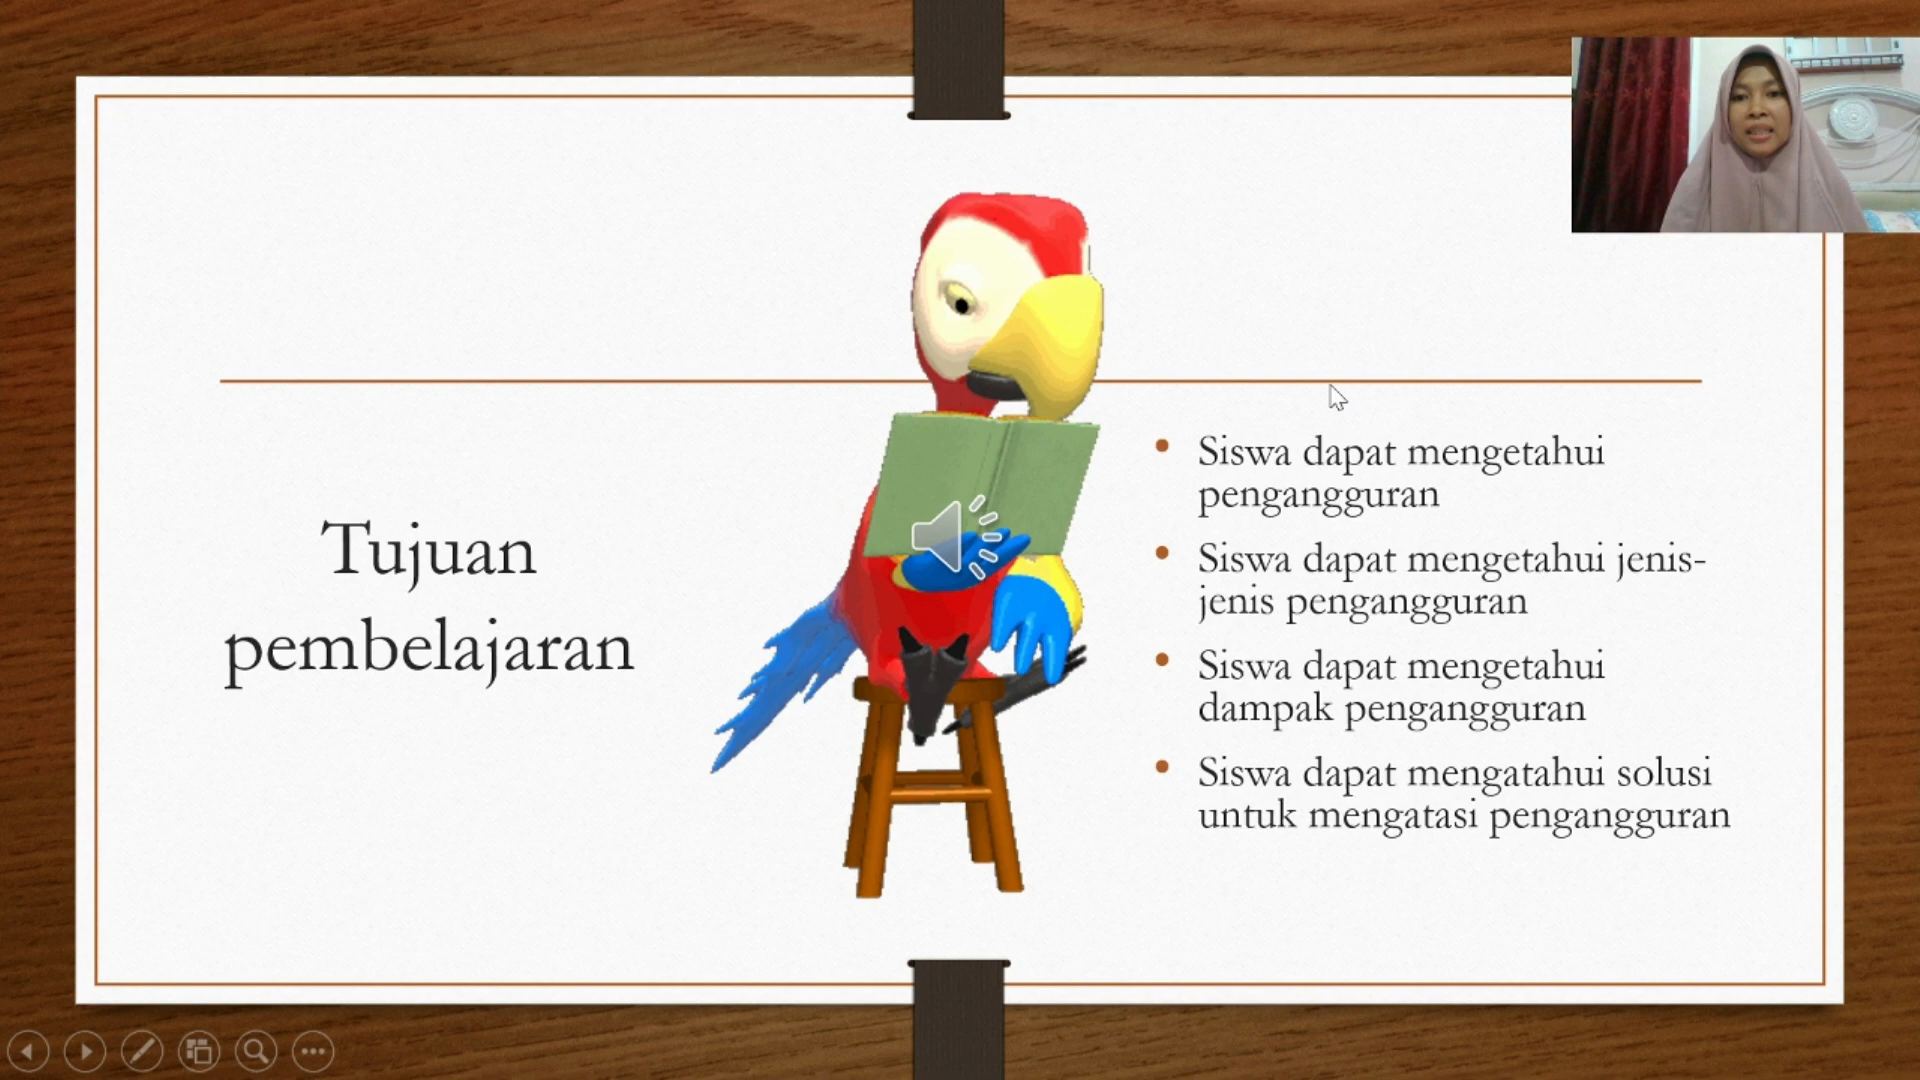 Tujuan
pembelajaran
Siswa dapat mengetahui
pengangguran
Siswa dapat mengetahui jenis-
jenis pengangguran
Siswa dapat mengetahui
dampak pengangguran
Siswa dapat mengatahui solusi
untuk mengatasi pengangguran